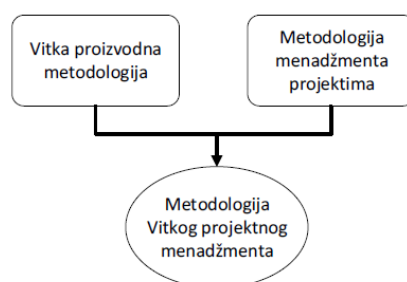 Vitka proizvodna
metodologija
Metodologija
menadžmenta
projektima
Metodologija
Vitkog projektnog
menadžmenta